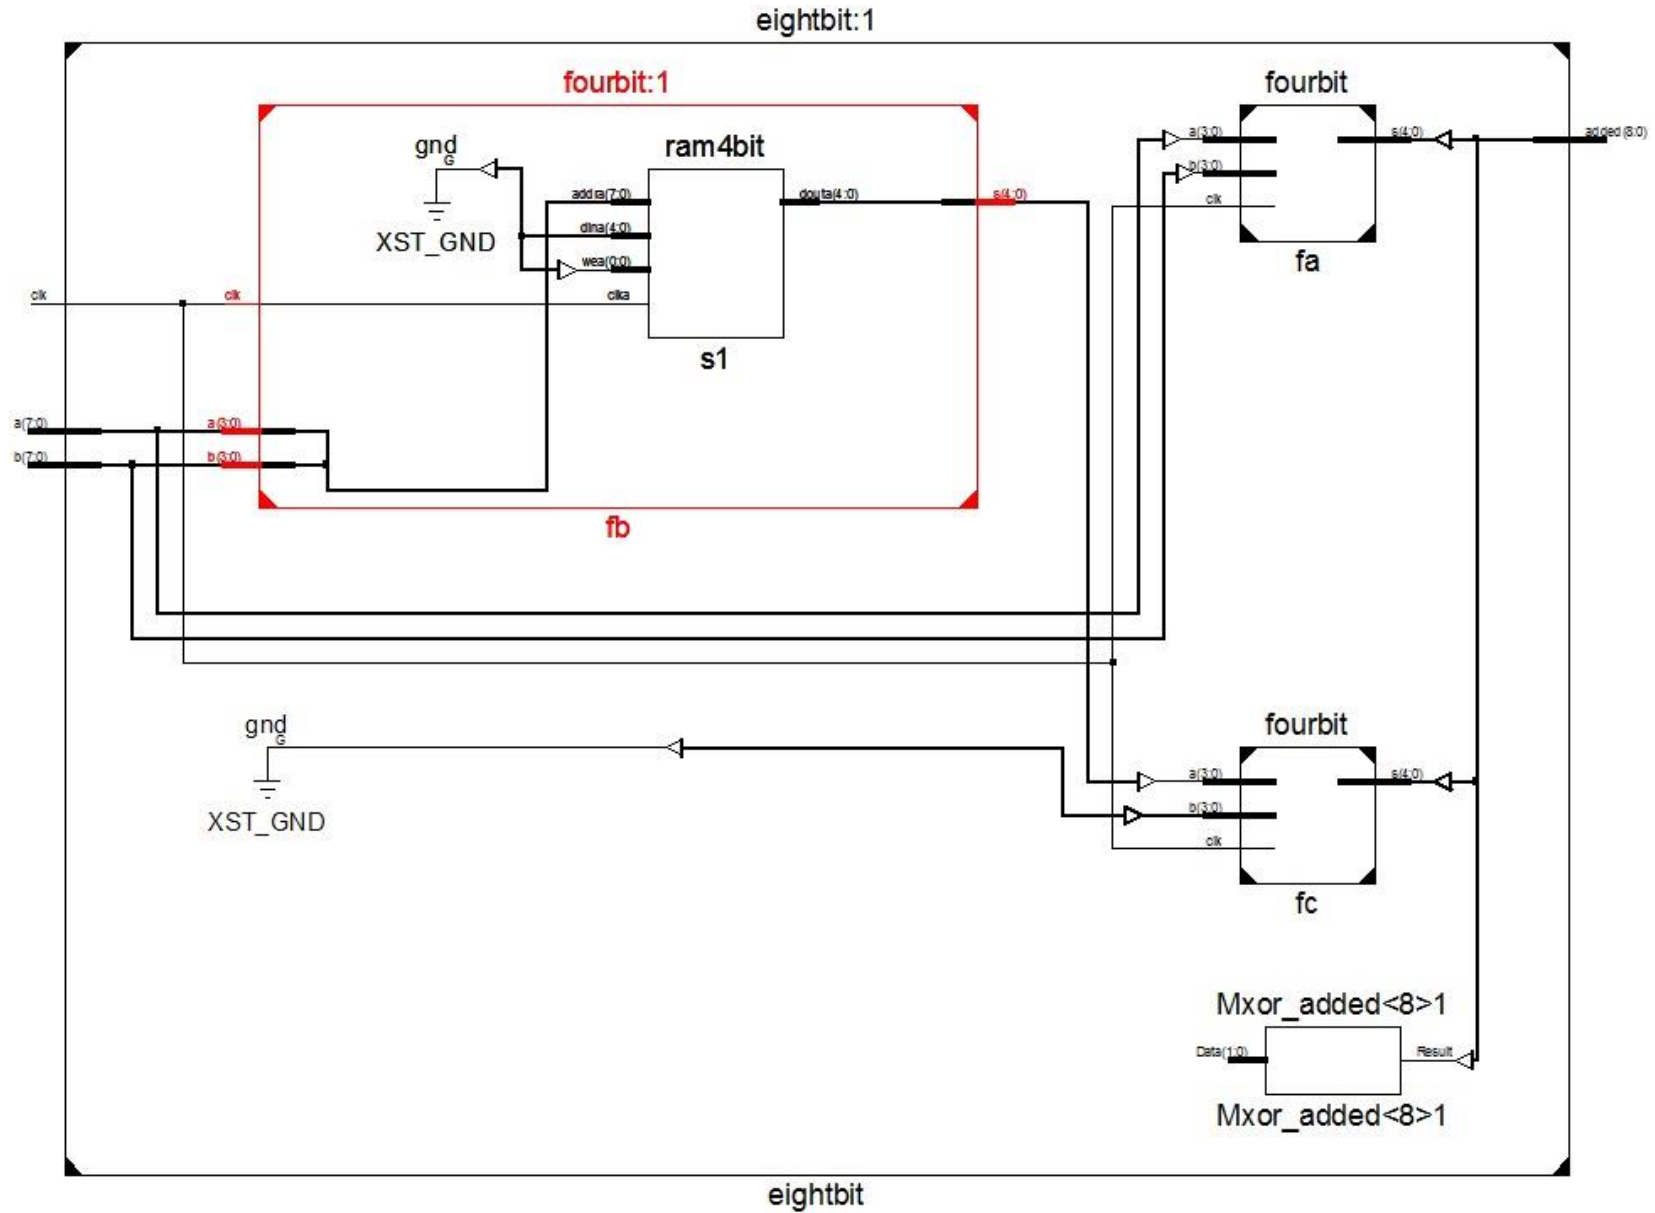 eightbit:1
fourbit:1
fourbit
gnd
G
XST_GND
ram4bit
addra(7:0)
dina(4:0)
wea(0:0)
clka
douta(4:0)
s1
s(4:0)
a(3:0)
b(3:0)
clk
s(4:0)
added(8:0)
fa
clk
clk
a(7:0)
a(3:0)
b(7:0)
b(3:0)
fb
gnd
G
XST_GND
fourbit
a(3:0)
b(3:0)
clk
s(4:0)
fc
Mxor_added<8>1
Data(1:0)
Result
Mxor_added<8>1
eightbit